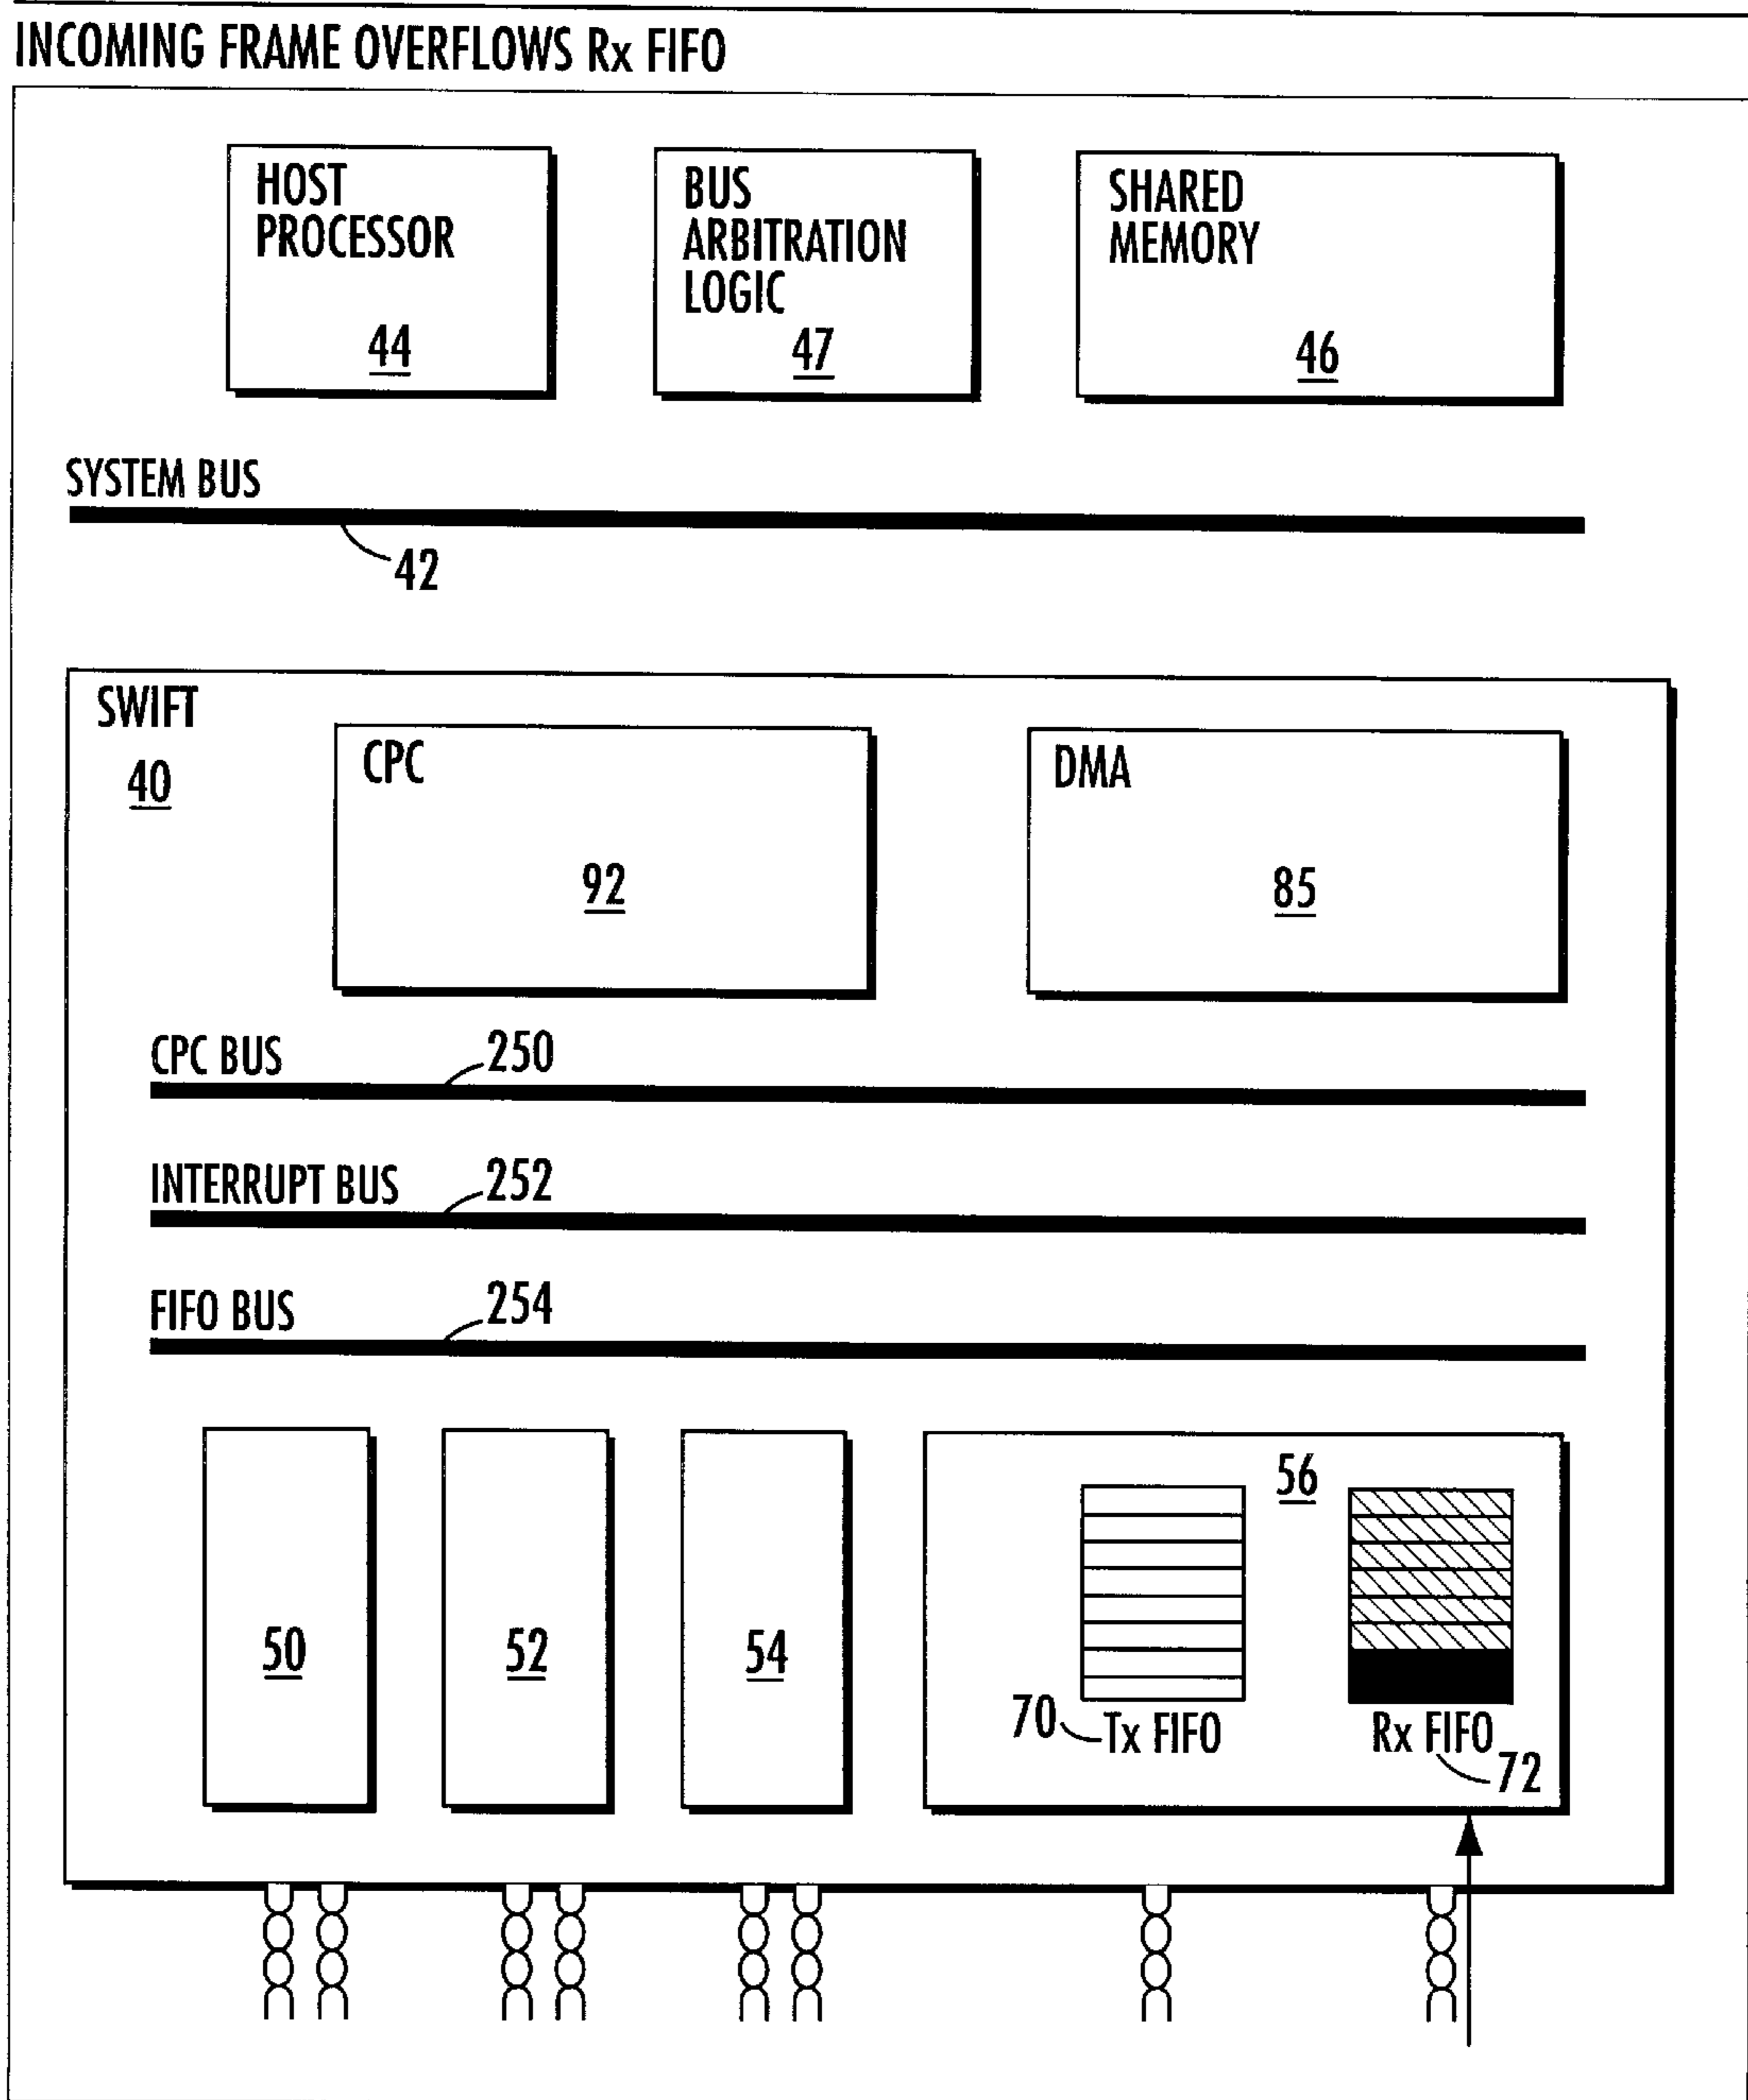 INCOMING FRAME OVERFLOWS Rx FIFO
HOST
PROCESSOR
44
BUS
ARBITRATION
LOGIC
47
SHARED
MEMORY
46
SYSTEM BUS
42
SWIFT
40
CPC
92
DMA
85
CPC BUS
250
INTERRUPT BUS
252
FIFO BUS
254
50
52
54
56
70
Tx FIFO
Rx FIFO
72